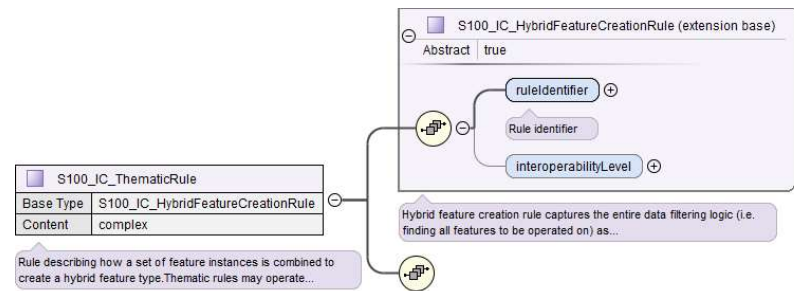 S100_IC_HybridFeatureCreationRule (extension base)
Abstract true
ruleIdentifier
Rule identifier
interoperabilityLevel
Hybrid feature creation rule captures the entire data filtering logic (i.e.
finding all features to be operated on) as...
S100_IC_ThematicRule
Base Type S100_IC_HybridFeatureCreationRule
Content complex
Rule describing how a set of feature instances is combined to
create a hybrid feature type.Thematic rules may operate...